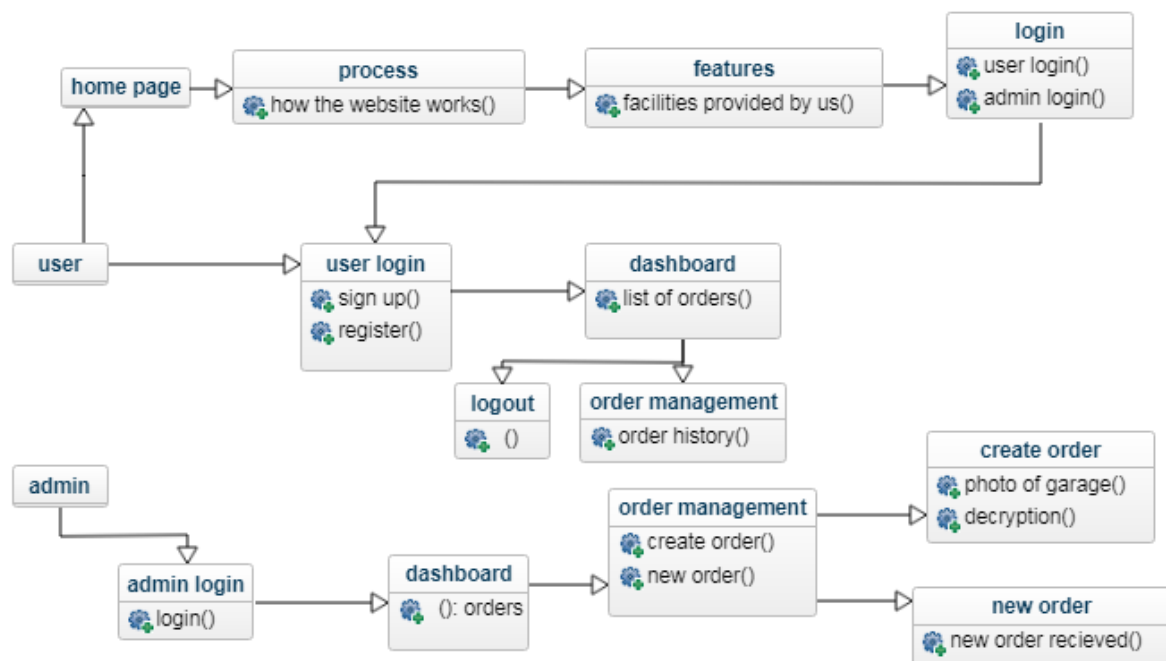 login
user login()
admin login()
home page
process
how the website works()
features
facilities provided by us()
user
user login
sign up()
register()
dashboard
list of orders()
logout
()
order management
order history()
admin
admin login
login()
dashboard
(): orders
order management
create order()
new order()
create order
photo of garage()
decryption()
new order
new order recieved()